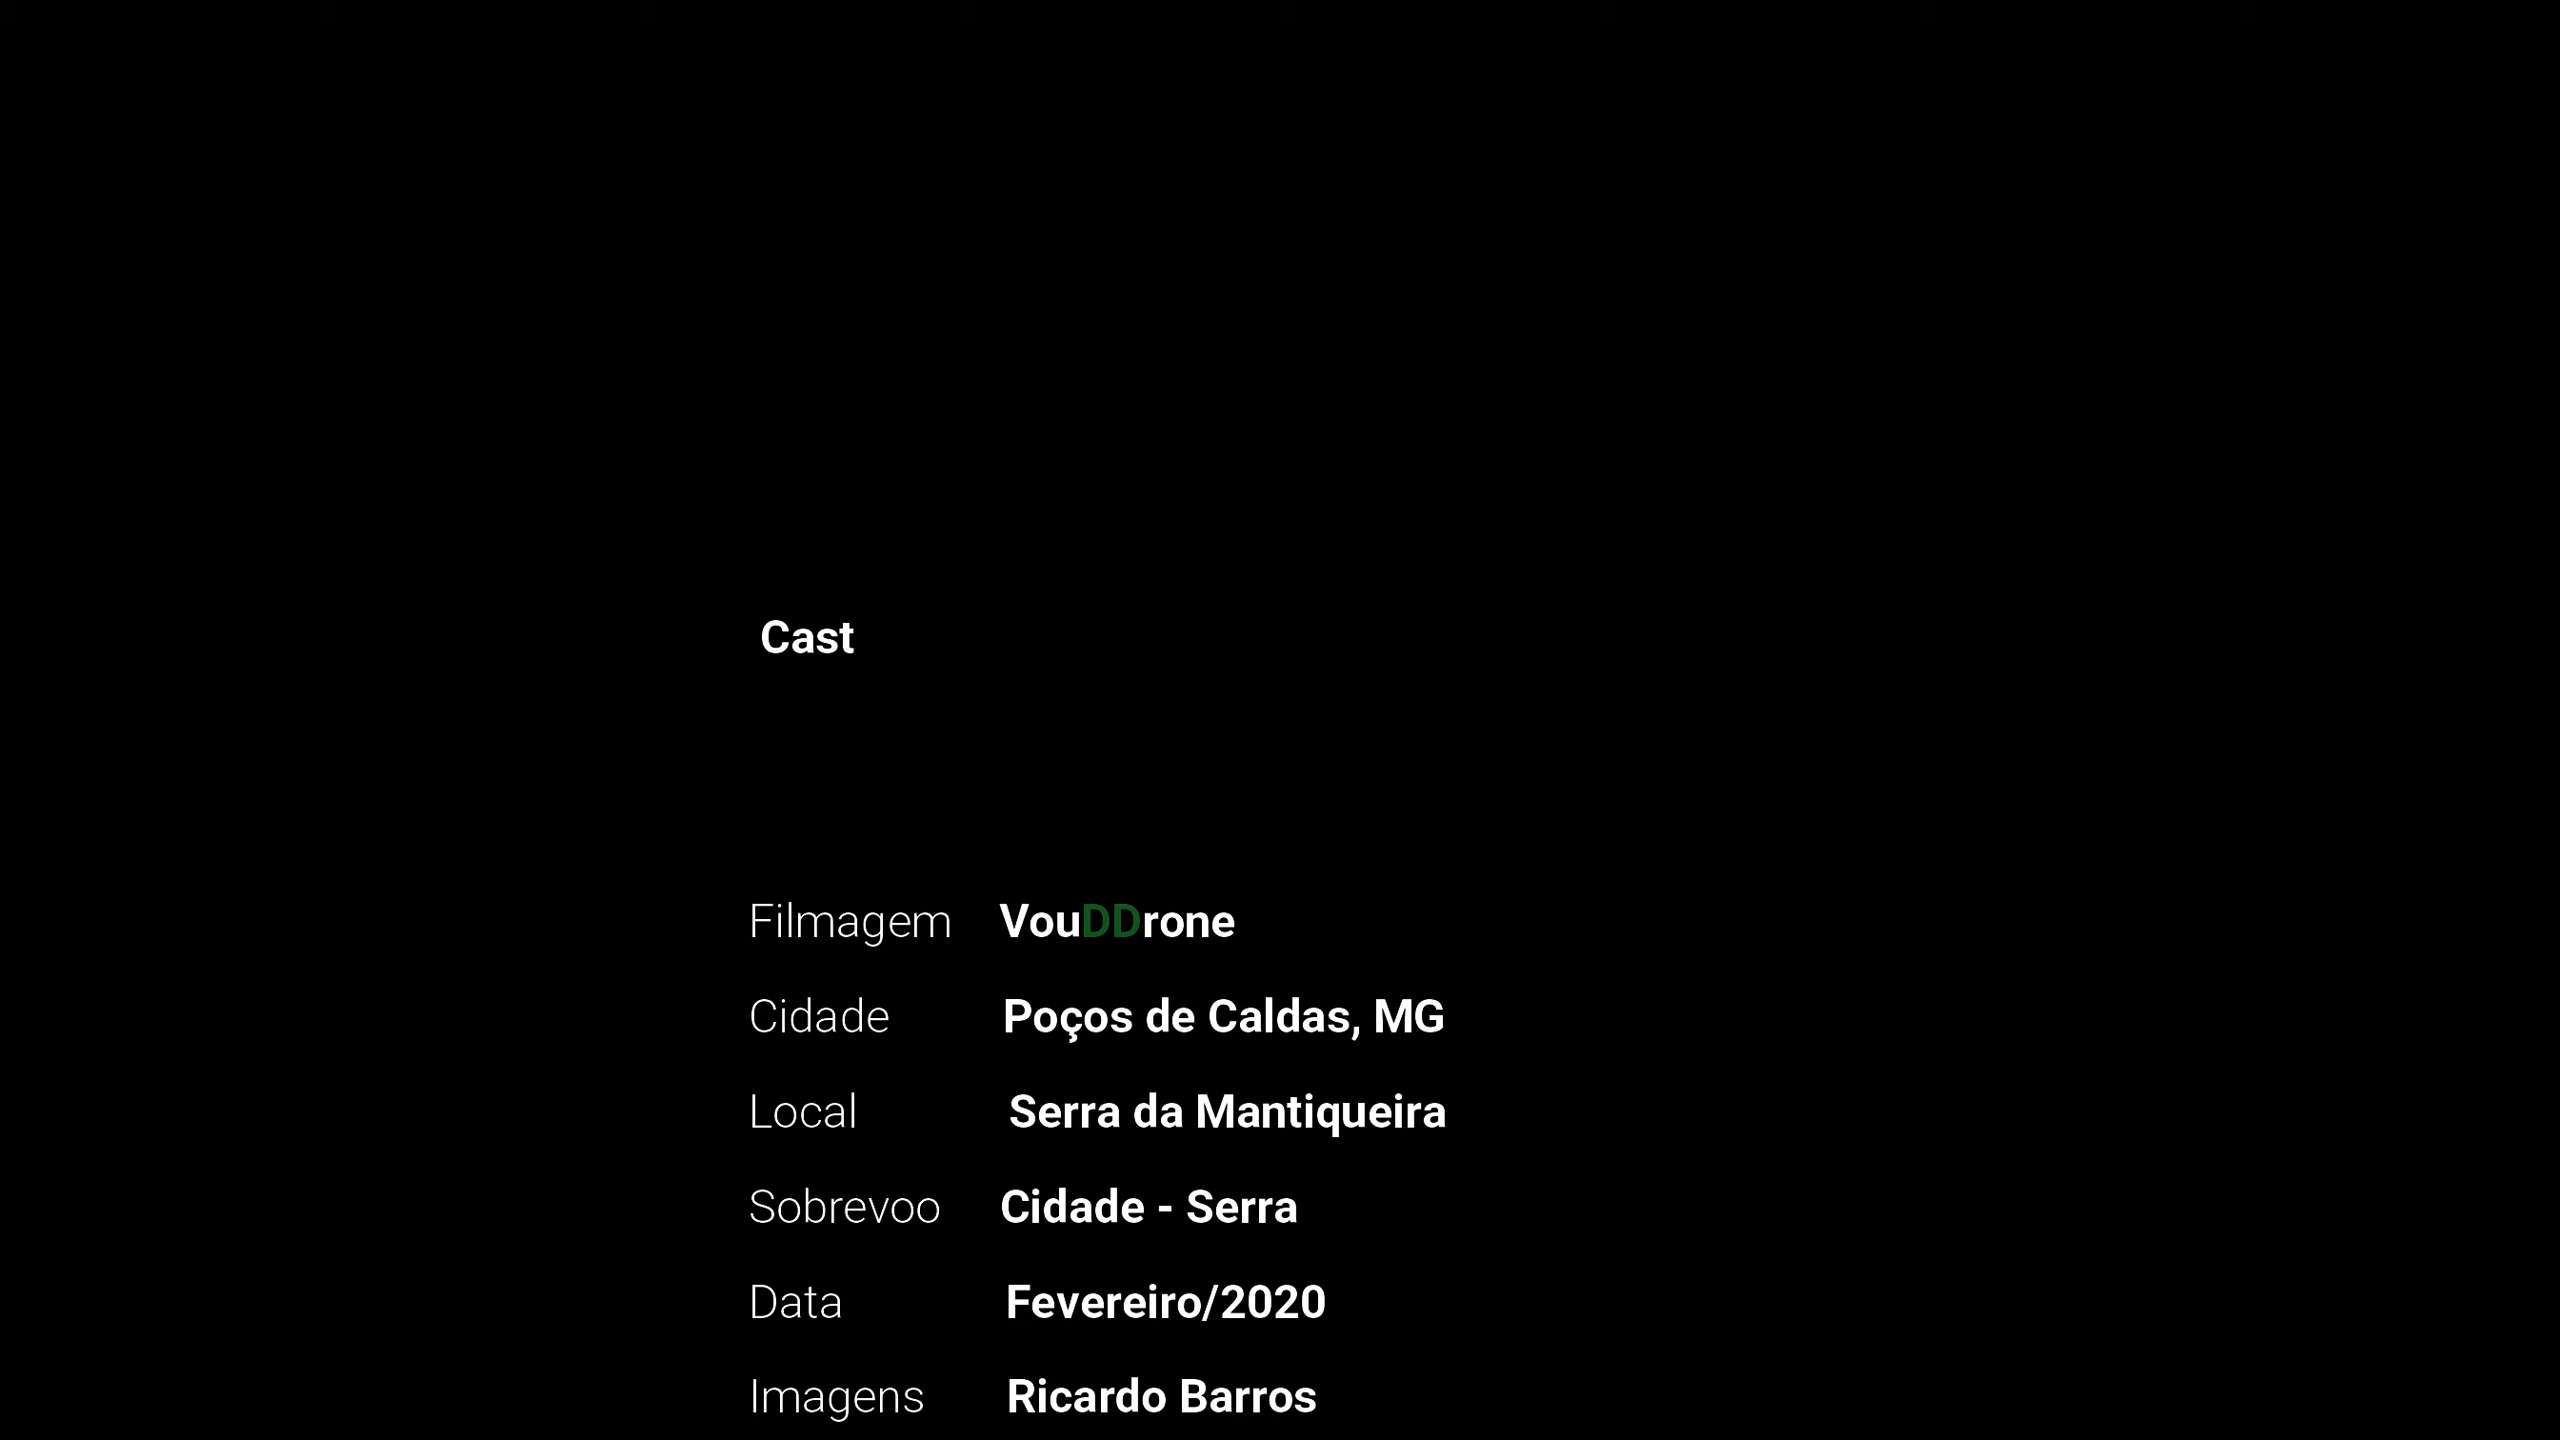 Cast
Filmagem VouDDrone
Cidade Poços de Caldas, MG
Local Serra da Mantiqueira
Sobrevoo Cidade - Serra
Data Fevereiro/2020
Imagens Ricardo Barros